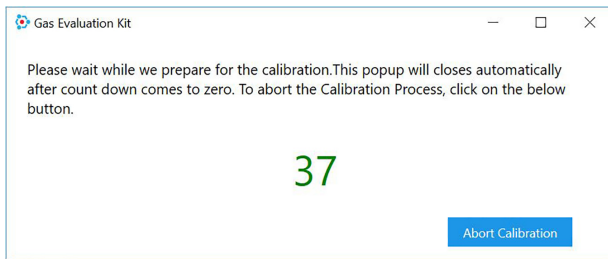 Gas Evaluation Kit
Please wait while we prepare for the calibration.This popup will closes automatically
after count down comes to zero. To abort the Calibration Process, click on the below
button.
37
Abort Calibration